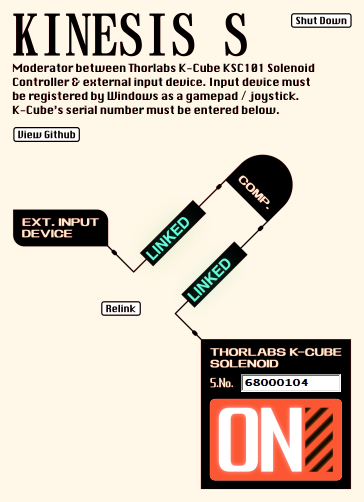 KINESIS S
Shut Down
Moderator between Thorlabs K-Cube KSC101 Solenoid
Controller & external input device. Input device must
be registered by Windows as a gamepad / joystick.
K-Cube's serial number must be entered below.
View Github
COMP.
EXT. INPUT
DEVICE
LINKED
LINKED
Relink
THORLABS K-CUBE
SOLENOID
S.No. 68000104
ON